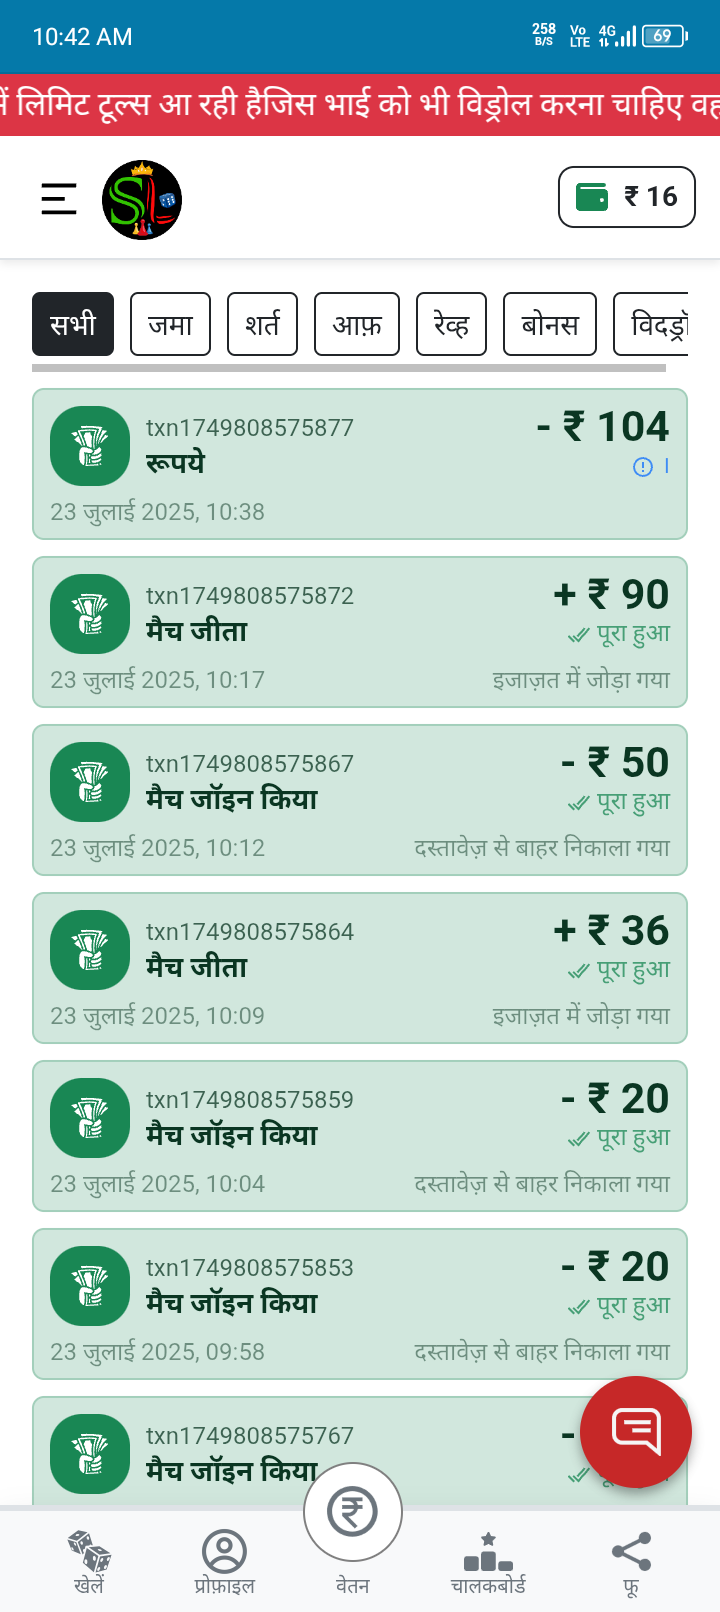 10:42 AM
258 B/S Vo LTE 4G 69
में लिमिट टूल्स आ रही हैजिस भाई को भी विड्रोल करना चाहिए वह
SL
₹ 16
सभी जमा शर्त आफ़ रेव्ह बोनस विदड्रॉ
txn1749808575877 - ₹ 104
रूपये
23 जुलाई 2025, 10:38
txn1749808575872 + ₹ 90
मैच जीता पूरा हुआ
23 जुलाई 2025, 10:17 इजाज़त में जोड़ा गया
txn1749808575867 - ₹ 50
मैच जॉइन किया पूरा हुआ
23 जुलाई 2025, 10:12 दस्तावेज़ से बाहर निकाला गया
txn1749808575864 + ₹ 36
मैच जीता पूरा हुआ
23 जुलाई 2025, 10:09 इजाज़त में जोड़ा गया
txn1749808575859 - ₹ 20
मैच जॉइन किया पूरा हुआ
23 जुलाई 2025, 10:04 दस्तावेज़ से बाहर निकाला गया
txn1749808575853 - ₹ 20
मैच जॉइन किया पूरा हुआ
23 जुलाई 2025, 09:58 दस्तावेज़ से बाहर निकाला गया
txn1749808575767 -
मैच जॉइन किया
खेलें प्रोफ़ाइल वेतन चालकबोर्ड फू